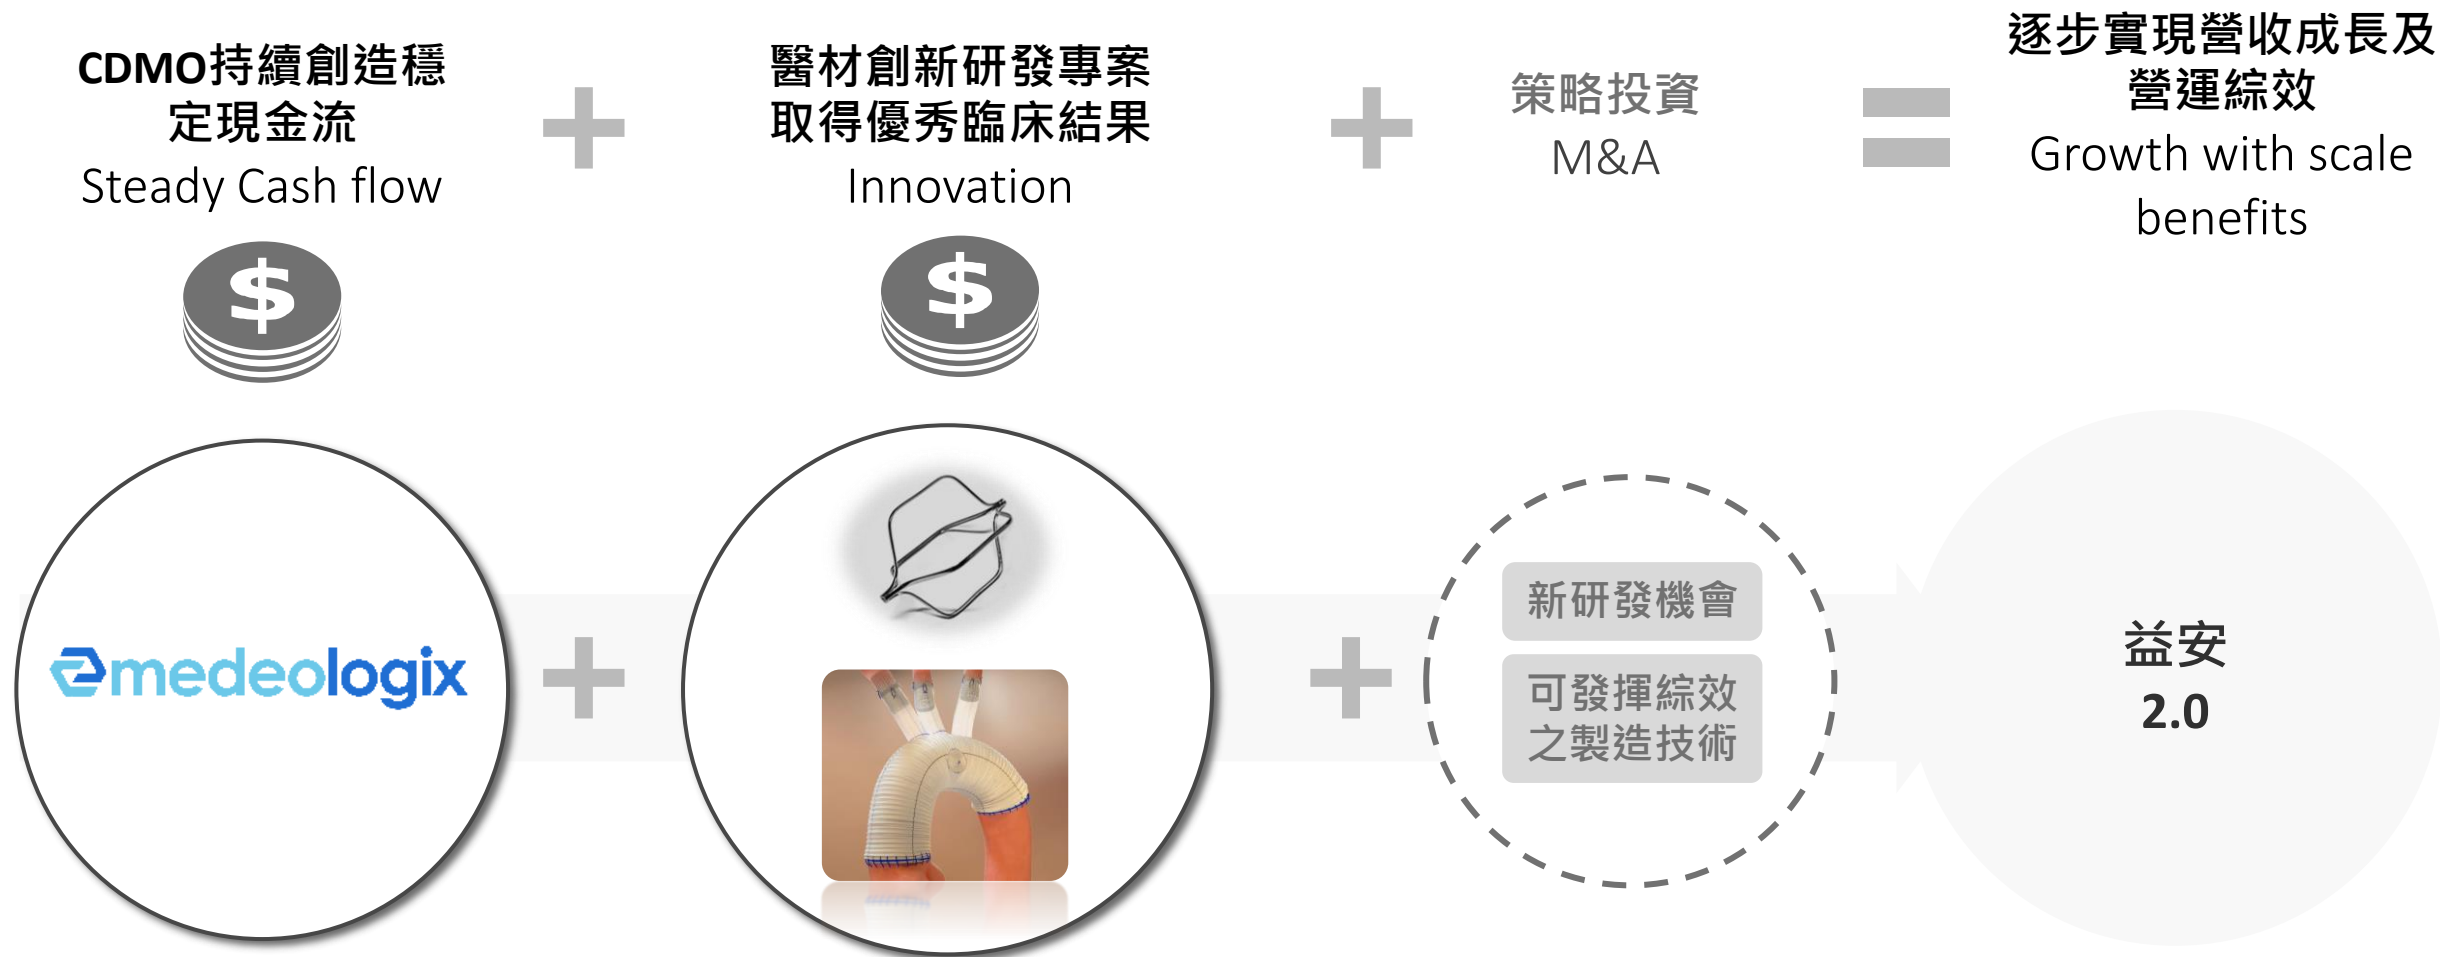 CDMO持續創造穩
定現金流
Steady Cash flow
醫材創新研發專案
取得優秀臨床結果
Innovation
策略投資
M&A
逐步實現營收成長及
營運綜效
Growth with scale
benefits
$
$
medeologix
新研發機會
可發揮綜效
之製造技術
益安
2.0